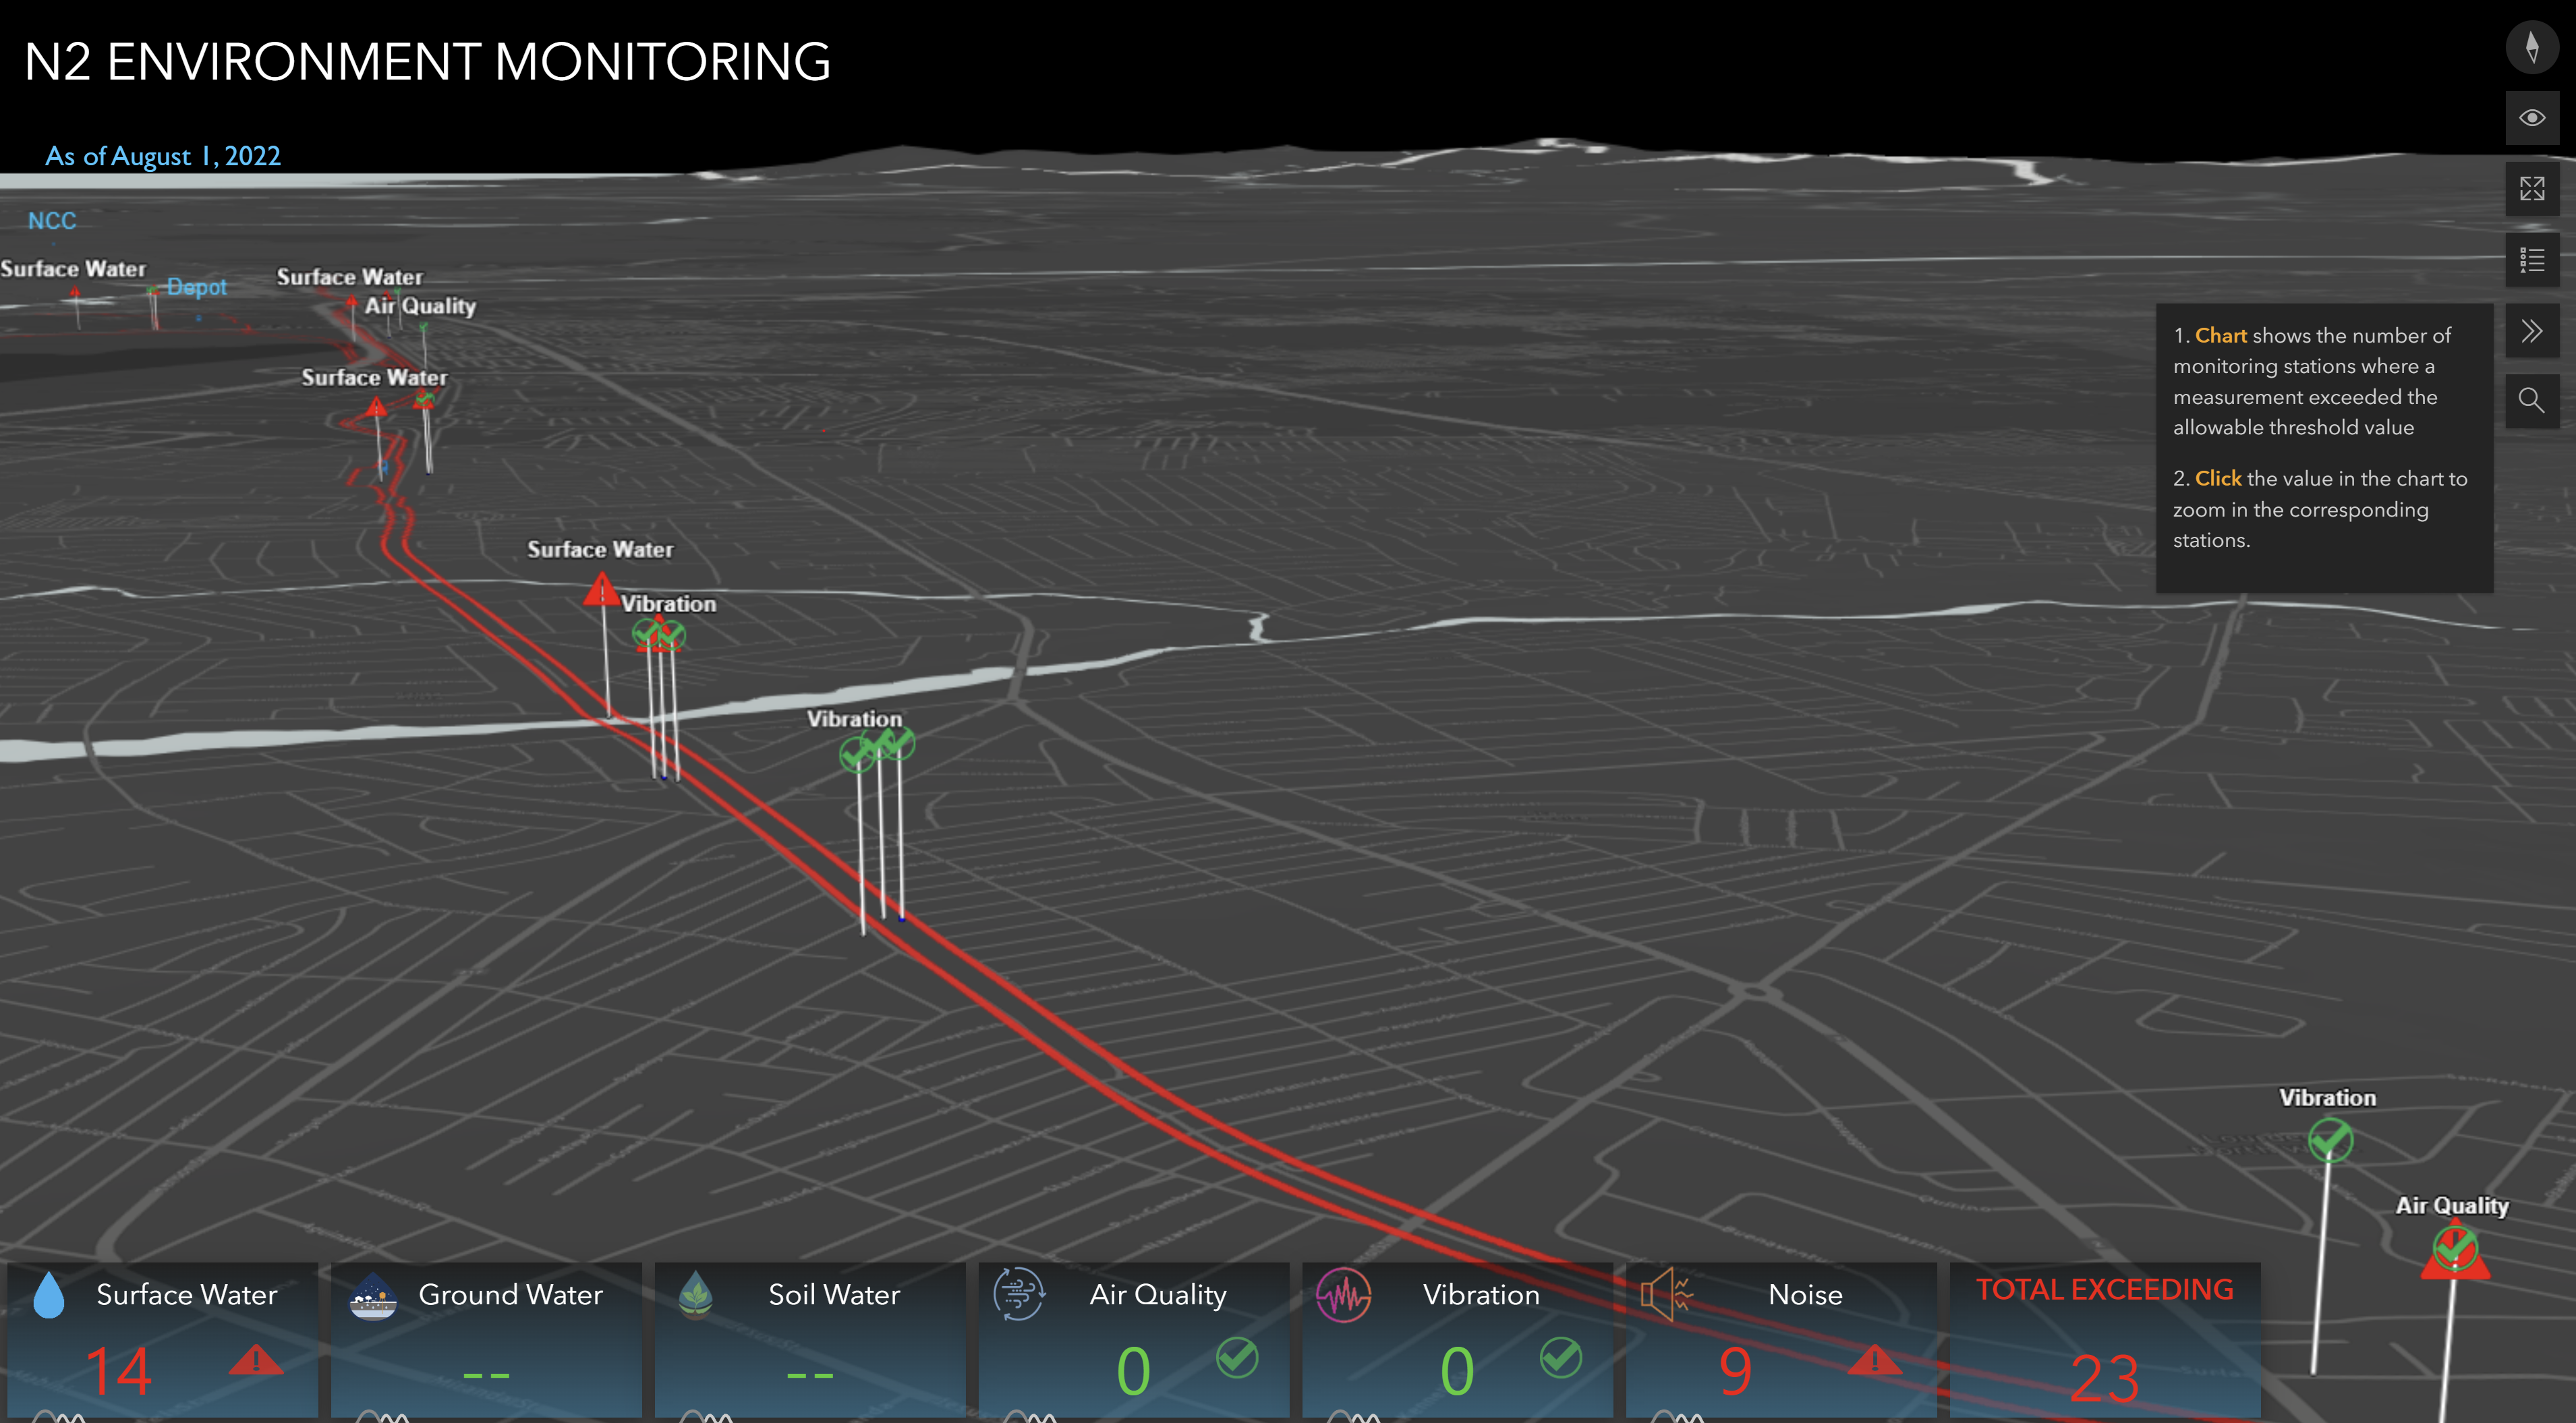 N2 ENVIRONMENT MONITORING
As of August 1, 2022
NCC
Surface Water
Depot
Surface Water
Air Quality
Surface Water
1. Chart shows the number of
monitoring stations where a
measurement exceeded the
allowable threshold value
2. Click the value in the chart to
zoom in the corresponding
stations.
Surface Water
Vibration
Vibration
Vibration
Air Quality
Surface Water
14
Ground Water
--
Soil Water
--
Air Quality
0
Vibration
0
Noise
9
TOTAL EXCEEDING
23